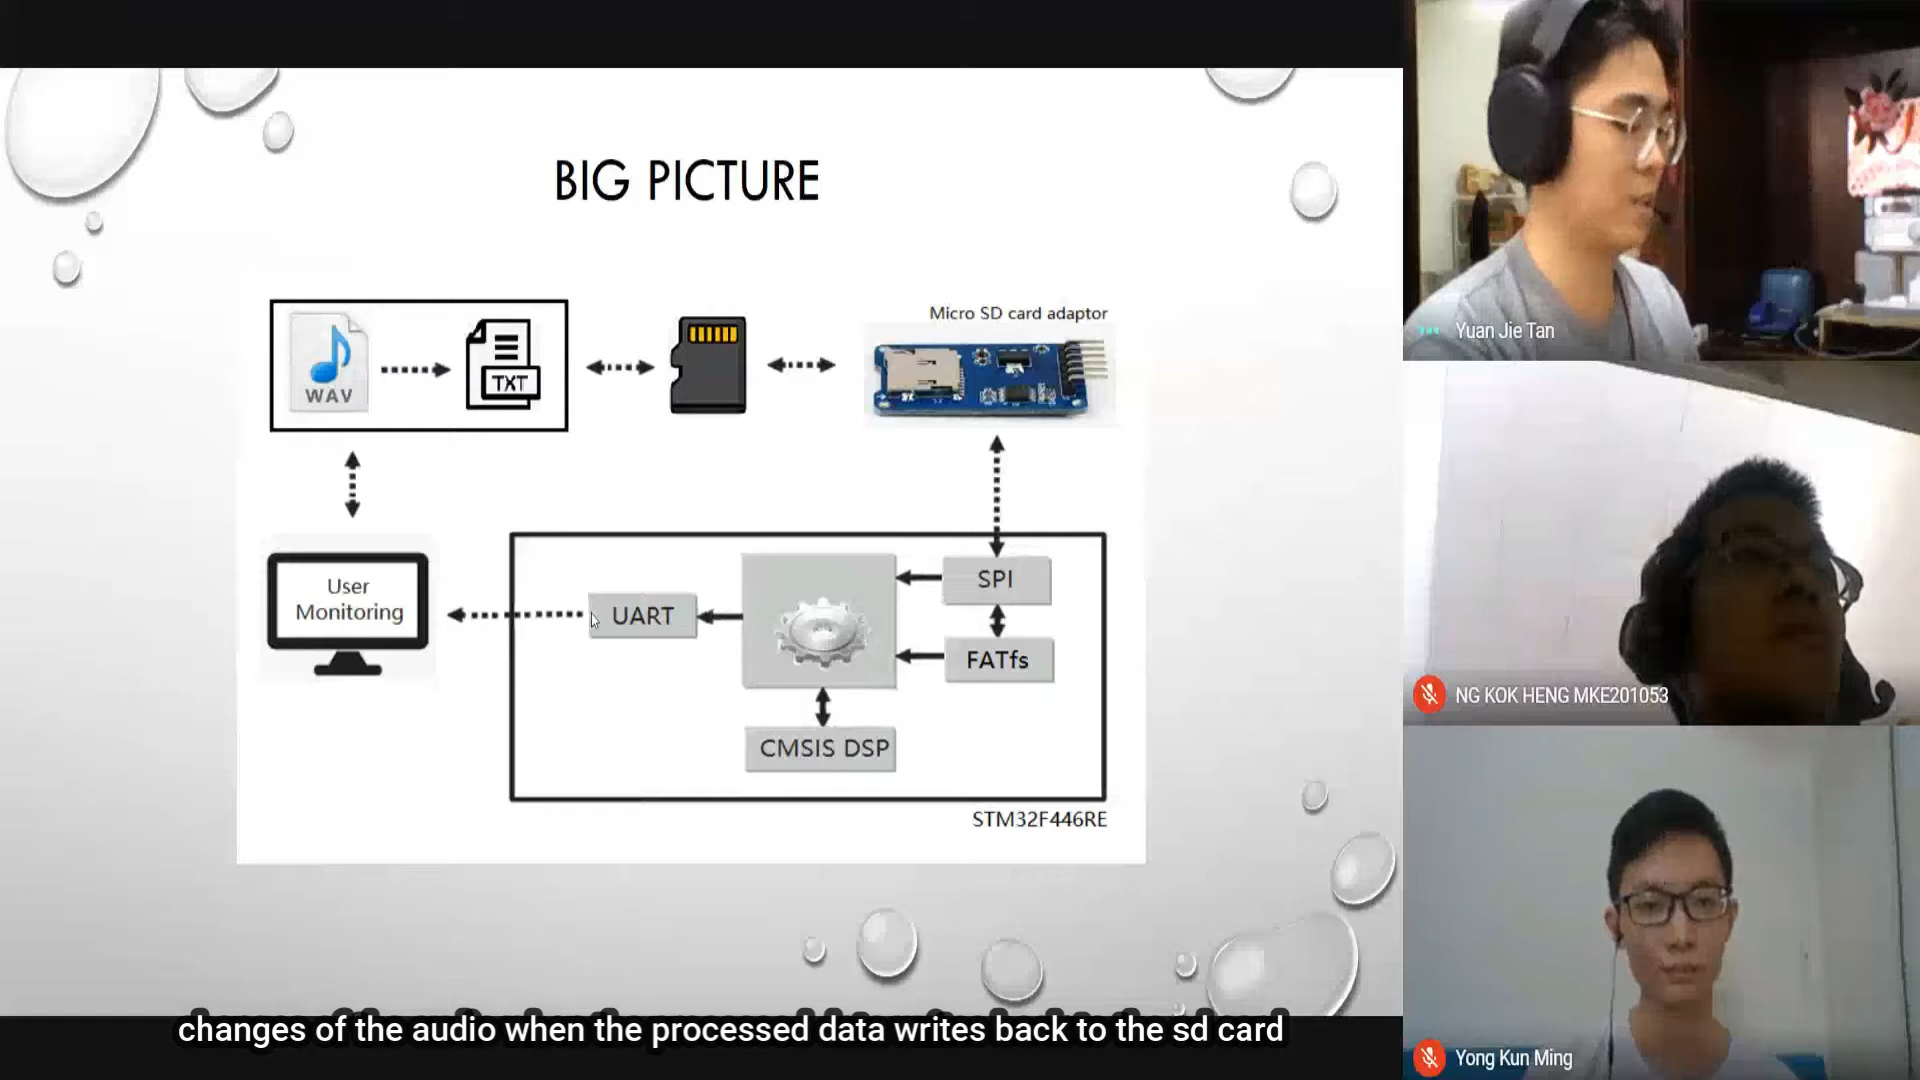 BIG PICTURE
Micro SD card adaptor
WAV
TXT
User
Monitoring
UART
SPI
FATfs
CMSIS DSP
STM32F446RE
changes of the audio when the processed data writes back to the sd card
Yuan Jie Tan
NG KOK HENG MKE201053
Yong Kun Ming